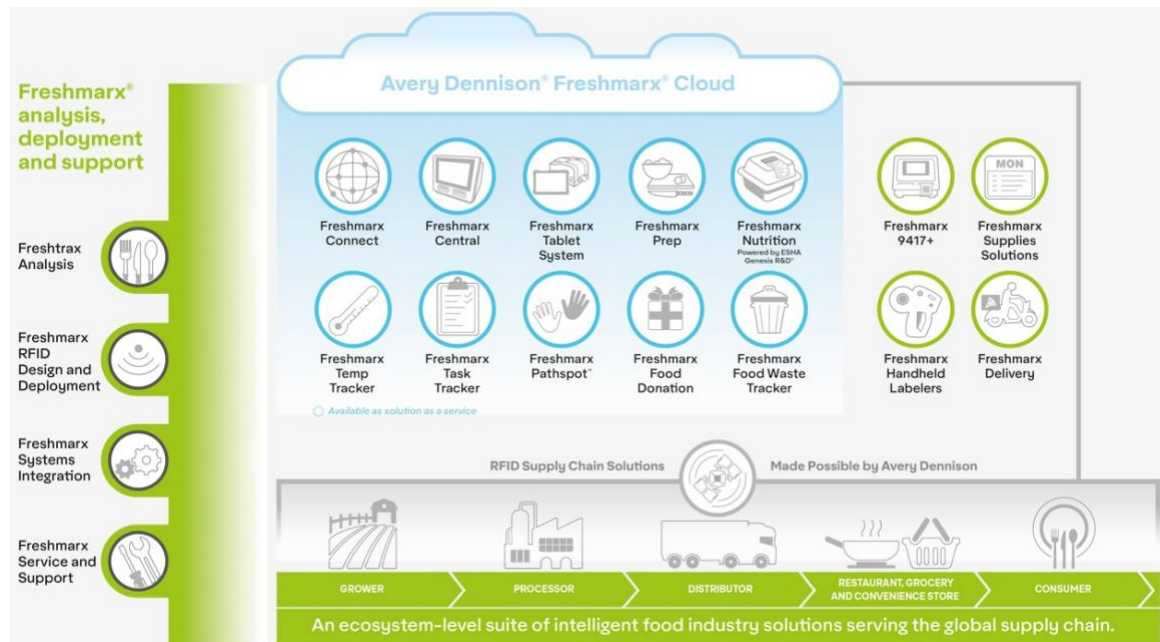 Avery Dennison® Freshmarx® Cloud
Freshmarx®
analysis,
deployment
and support
Freshtrax
Analysis
Freshmarx
RFID
Design and
Deployment
Freshmarx
Systems
Integration
Freshmarx
Service and
Support
Freshmarx
Connect
Freshmarx
Central
Freshmarx
Tablet
System
Freshmarx
Prep
Freshmarx
Nutrition
Powered by ESHA
Genesis R&D®
Freshmarx
9417+
MON
Freshmarx
Supplies
Solutions
Freshmarx
Temp
Tracker
Freshmarx
Task
Tracker
Freshmarx
Pathspot™
Freshmarx
Food
Donation
Freshmarx
Food Waste
Tracker
Freshmarx
Handheld
Labelers
Freshmarx
Delivery
Available as solution as a service
RFID Supply Chain Solutions
Made Possible by Avery Dennison
GROWER
PROCESSOR
DISTRIBUTOR
RESTAURANT, GROCERY
AND CONVENIENCE STORE
CONSUMER
An ecosystem-level suite of intelligent food industry solutions serving the global supply chain.